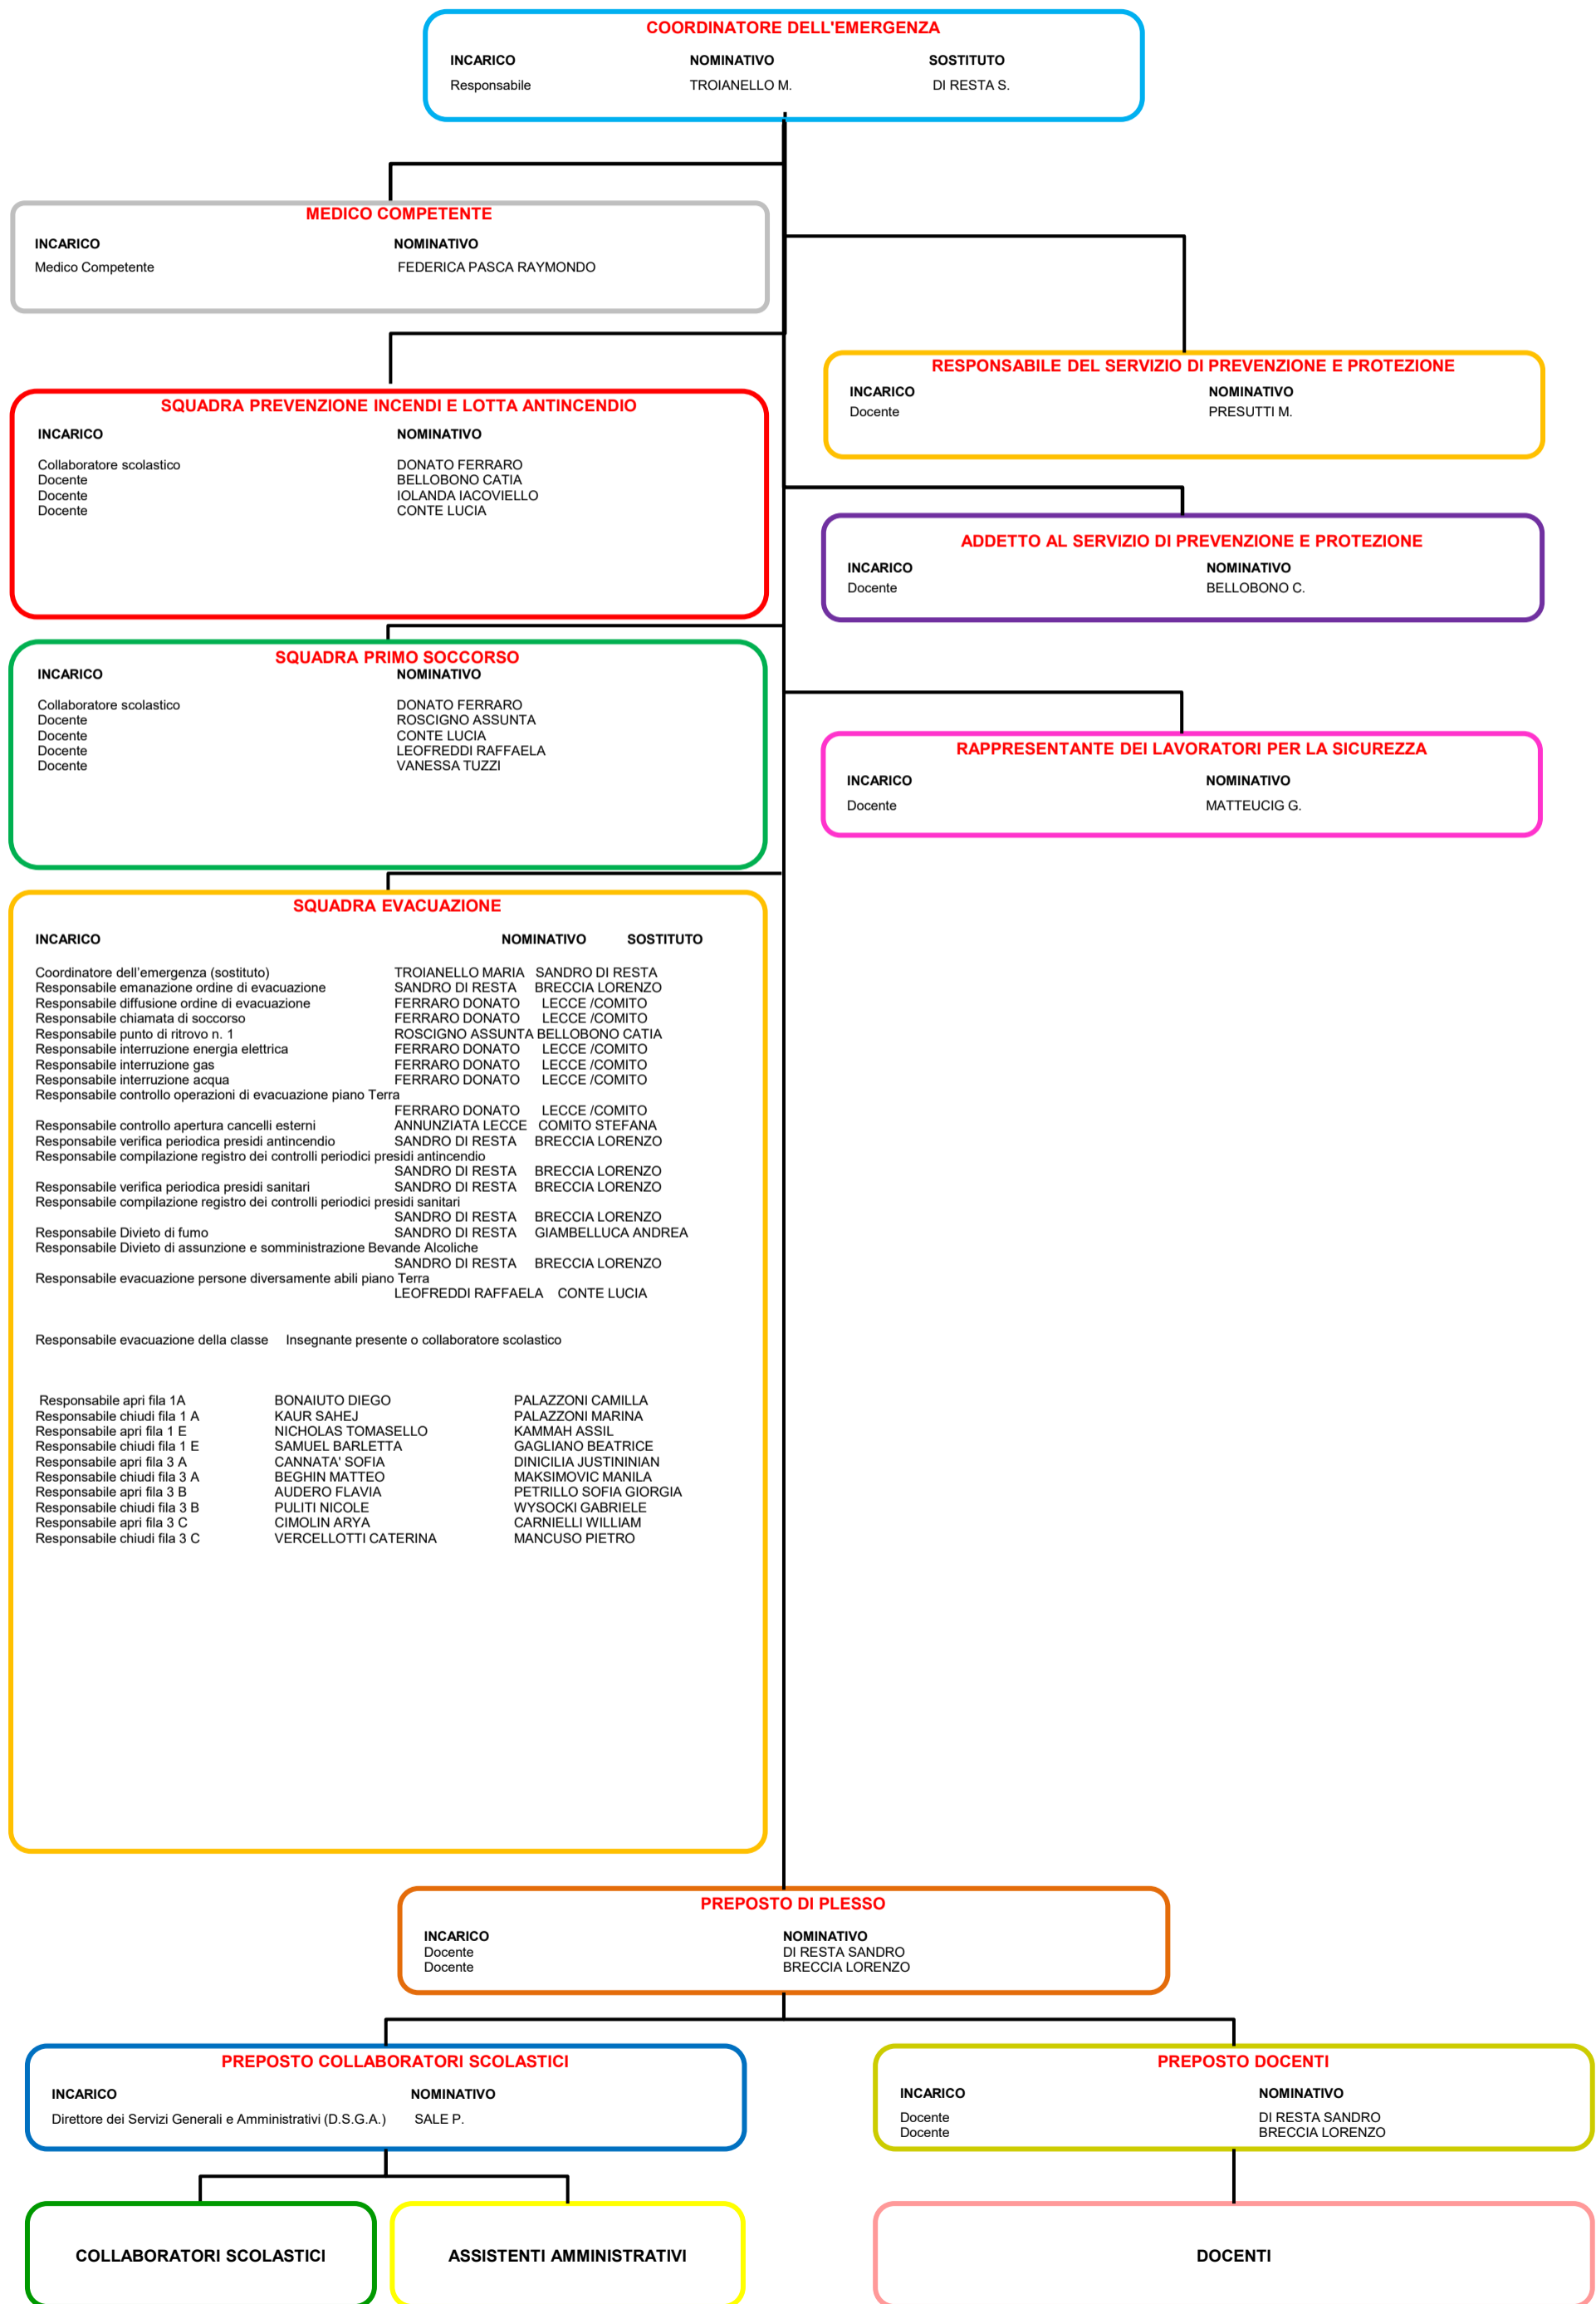 COORDINATORE DELL'EMERGENZA
INCARICO NOMINATIVO SOSTITUTO
Responsabile TROIANELLO M. DI RESTA S.
MEDICO COMPETENTE
INCARICO NOMINATIVO
Medico Competente FEDERICA PASCA RAYMONDO
RESPONSABILE DEL SERVIZIO DI PREVENZIONE E PROTEZIONE
INCARICO NOMINATIVO
Docente PRESUTTI M.
SQUADRA PREVENZIONE INCENDI E LOTTA ANTINCENDIO
INCARICO NOMINATIVO
Collaboratore scolastico DONATO FERRARO
Docente BELLOBONO CATIA
Docente IOLANDA IACOVIELLO
Docente CONTE LUCIA
ADDETTO AL SERVIZIO DI PREVENZIONE E PROTEZIONE
INCARICO NOMINATIVO
Docente BELLOBONO C.
SQUADRA PRIMO SOCCORSO
INCARICO NOMINATIVO
Collaboratore scolastico DONATO FERRARO
Docente ROSCIGNO ASSUNTA
Docente CONTE LUCIA
Docente LEOFREDDI RAFFAELA
Docente VANESSA TUZZI
RAPPRESENTANTE DEI LAVORATORI PER LA SICUREZZA
INCARICO NOMINATIVO
Docente MATTEUCIG G.
SQUADRA EVACUAZIONE
INCARICO NOMINATIVO SOSTITUTO
Coordinatore dell'emergenza (sostituto) TROIANELLO MARIA SANDRO DI RESTA
Responsabile emanazione ordine di evacuazione SANDRO DI RESTA BRECCIA LORENZO
Responsabile diffusione ordine di evacuazione FERRARO DONATO LECCE /COMITO
Responsabile chiamata di soccorso FERRARO DONATO LECCE /COMITO
Responsabile punto di ritrovo n. 1 ROSCIGNO ASSUNTA BELLOBONO CATIA
Responsabile interruzione energia elettrica FERRARO DONATO LECCE /COMITO
Responsabile interruzione gas FERRARO DONATO LECCE /COMITO
Responsabile interruzione acqua FERRARO DONATO LECCE /COMITO
Responsabile controllo operazioni di evacuazione piano Terra
FERRARO DONATO LECCE /COMITO
Responsabile controllo apertura cancelli esterni ANNUNZIATA LECCE COMITO STEFANA
Responsabile verifica periodica presidi antincendio SANDRO DI RESTA BRECCIA LORENZO
Responsabile compilazione registro dei controlli periodici presidi antincendio
SANDRO DI RESTA BRECCIA LORENZO
Responsabile verifica periodica presidi sanitari SANDRO DI RESTA BRECCIA LORENZO
Responsabile compilazione registro dei controlli periodici presidi sanitari
SANDRO DI RESTA BRECCIA LORENZO
Responsabile Divieto di fumo SANDRO DI RESTA GIAMBELLUCA ANDREA
Responsabile Divieto di assunzione e somministrazione Bevande Alcoliche
SANDRO DI RESTA BRECCIA LORENZO
Responsabile evacuazione persone diversamente abili piano Terra
LEOFREDDI RAFFAELA CONTE LUCIA
Responsabile evacuazione della classe Insegnante presente o collaboratore scolastico
Responsabile apri fila 1A BONAIUTO DIEGO PALAZZONI CAMILLA
Responsabile chiudi fila 1 A KAUR SAHEJ PALAZZONI MARINA
Responsabile apri fila 1 E NICHOLAS TOMASELLO KAMMAH ASSIL
Responsabile chiudi fila 1 E SAMUEL BARLETTA GAGLIANO BEATRICE
Responsabile apri fila 3 A CANNATA' SOFIA DINICILIA JUSTININIAN
Responsabile chiudi fila 3 A BEGHIN MATTEO MAKSIMOVIC MANILA
Responsabile apri fila 3 B AUDERO FLAVIA PETRILLO SOFIA GIORGIA
Responsabile chiudi fila 3 B PULITI NICOLE WYSOCKI GABRIELE
Responsabile apri fila 3 C CIMOLIN ARYA CARNIELLI WILLIAM
Responsabile chiudi fila 3 C VERCELLOTTI CATERINA MANCUSO PIETRO
PREPOSTO DI PLESSO
INCARICO NOMINATIVO
Docente DI RESTA SANDRO
Docente BRECCIA LORENZO
PREPOSTO COLLABORATORI SCOLASTICI
INCARICO NOMINATIVO
Direttore dei Servizi Generali e Amministrativi (D.S.G.A.) SALE P.
PREPOSTO DOCENTI
INCARICO NOMINATIVO
Docente DI RESTA SANDRO
Docente BRECCIA LORENZO
COLLABORATORI SCOLASTICI
ASSISTENTI AMMINISTRATIVI
DOCENTI